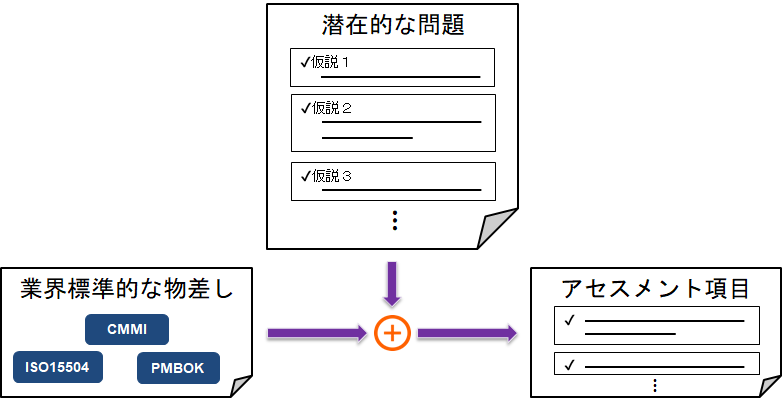 潜在的な問題
✓仮説１
✓仮説２
✓仮説３
⋮
業界標準的な物差し
CMMI
ISO15504
PMBOK
アセスメント項目
✓
✓
⋮